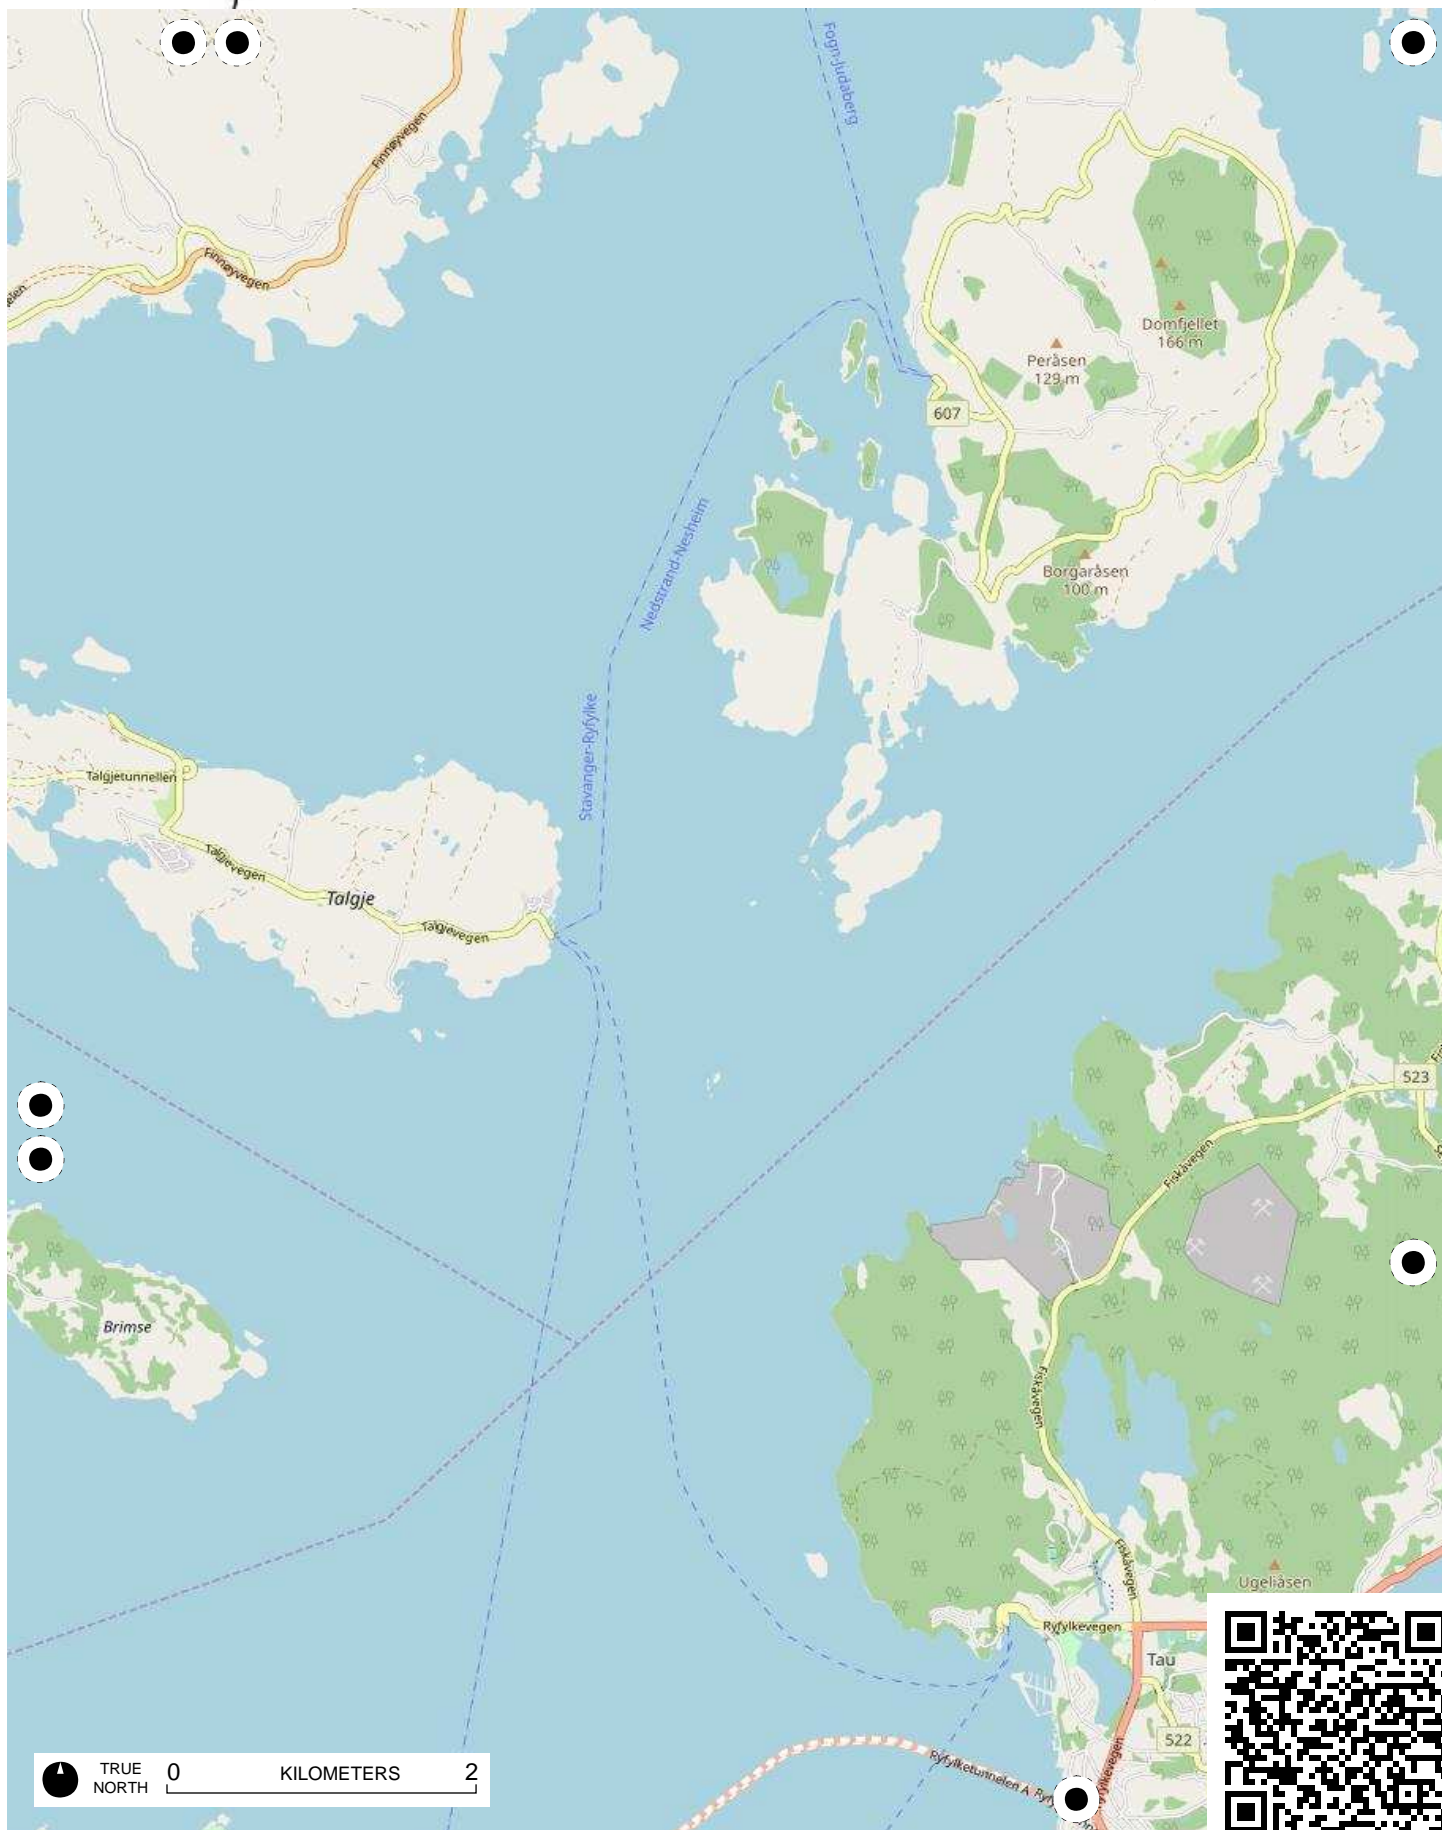 Fogn-Judaberg
Finnøyvegen
Finnøyvegen
Domfjellet
166 m
Peråsen
129 m
607
Nedstrand-Nesheim
Borgaråsen
100 m
Stavanger-Ryfylke
Talgjetunnellen
Talgjevegen
Talgje
Talgjevegen
523
Fiskåvegen
Brimse
Fiskåvegen
Fiskåvegen
Ugeliåsen
Ryfylkevegen
Tau
522
Ryfylkevegen
Ryfylketunnelen A
TRUE
NORTH
0 KILOMETERS 2